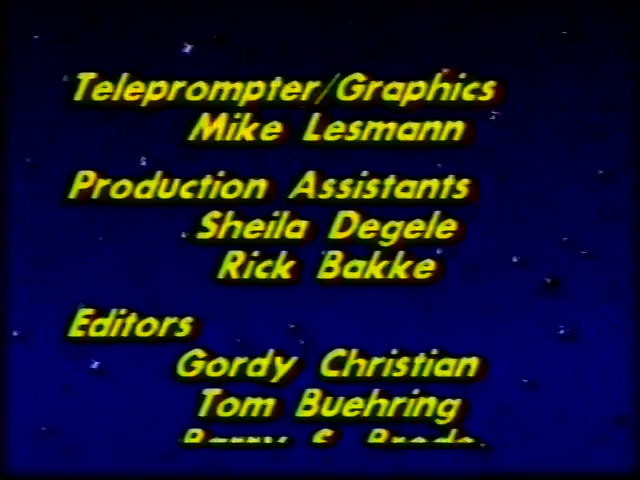 Teleprompter/Graphics
Mike Lesmann
Production Assistants
Sheila Degele
Rick Bakke
Editors
Gordy Christian
Tom Buehring